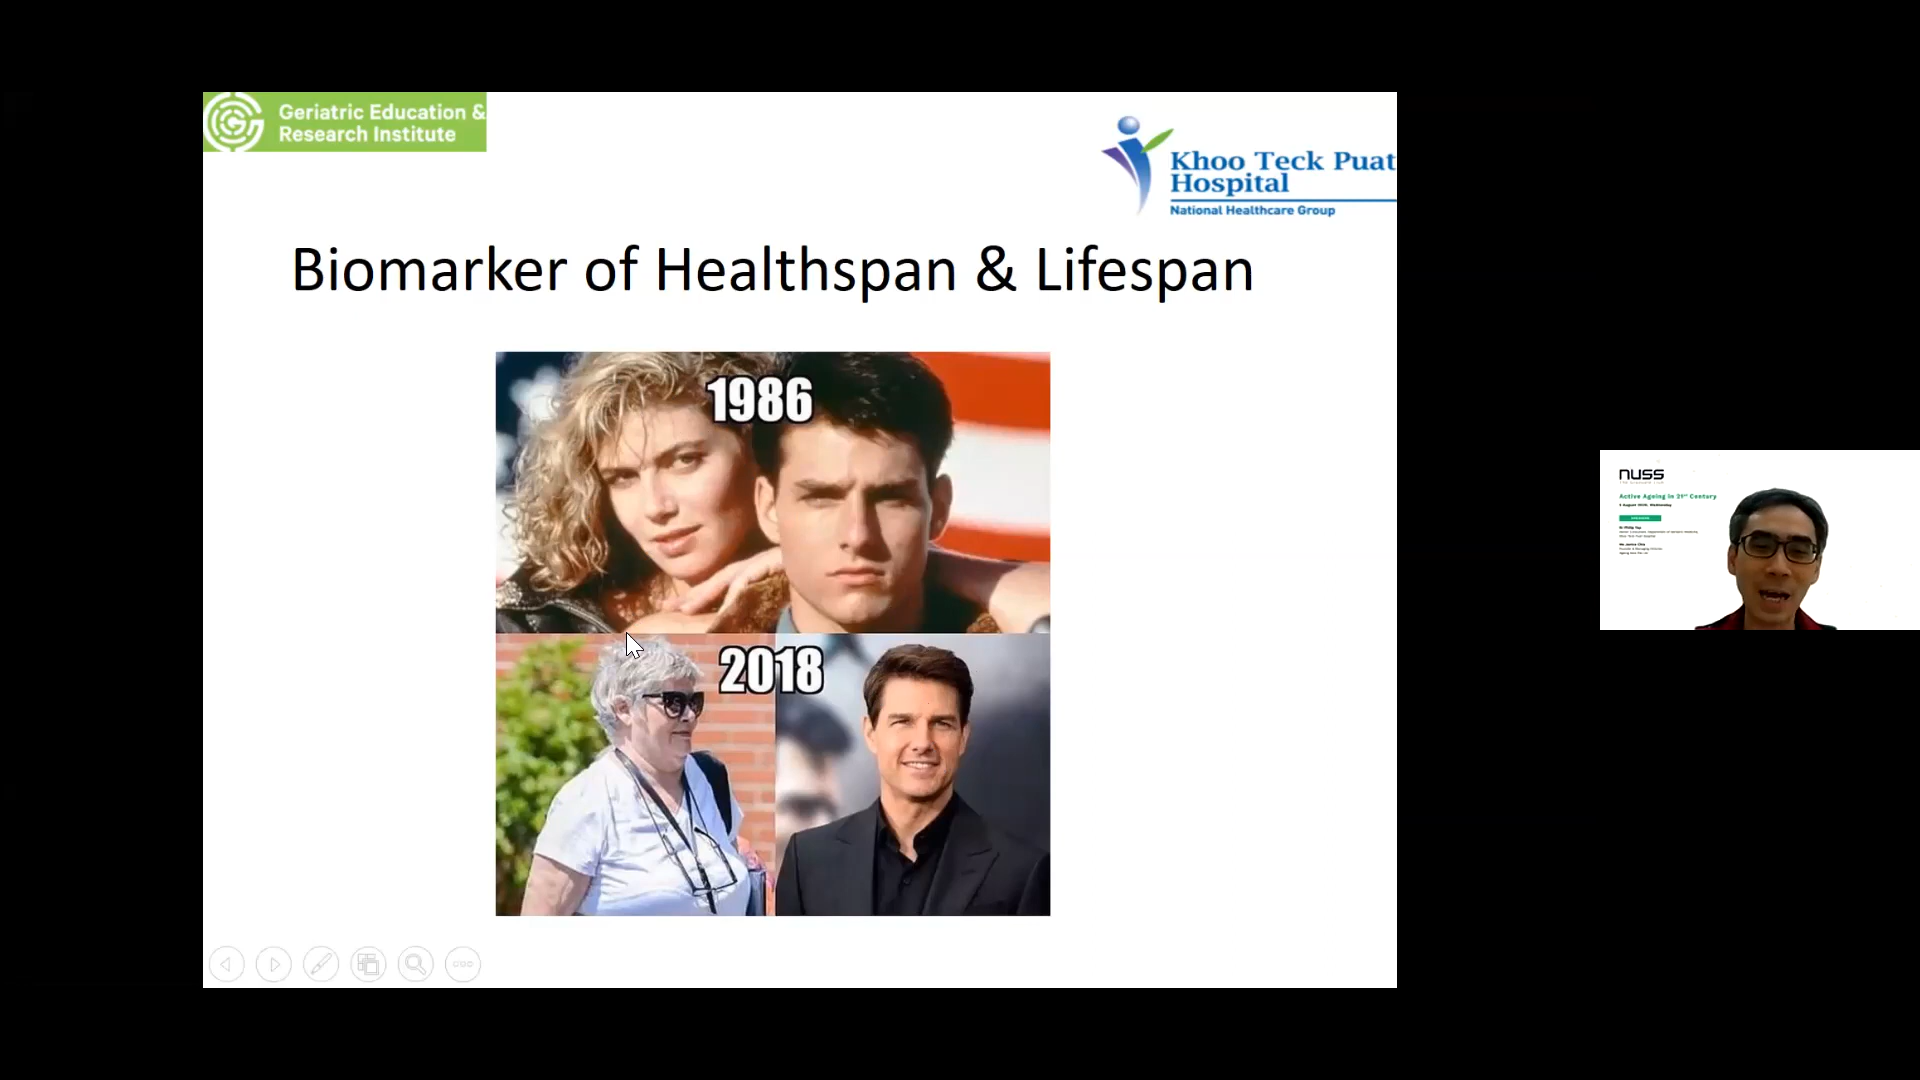 Geriatric Education &
Research Institute
Khoo Teck Puat
Hospital
National Healthcare Group
Biomarker of Healthspan & Lifespan
1986
2018
nuss
Active Ageing in 21st Century